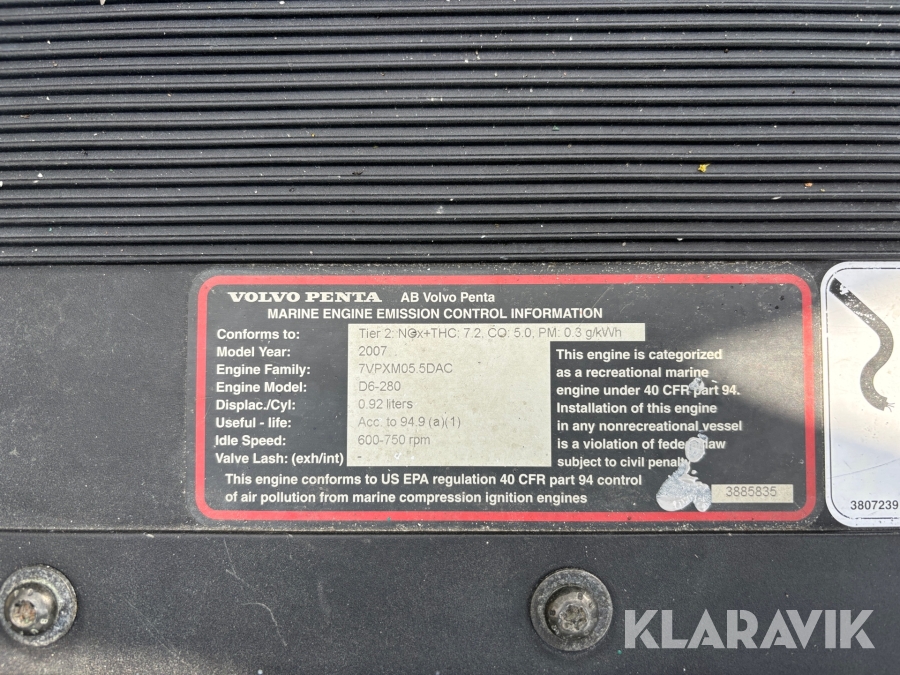 VOLVO PENTA AB Volvo Penta
MARINE ENGINE EMISSION CONTROL INFORMATION
Conforms to: Tier 2: NOx+THC: 7.2, CO: 5.0, PM: 0.3 g/kWh
Model Year: 2007
Engine Family: 7VPXM05.5DAC
Engine Model: D6-280
Displac./Cyl: 0.92 liters
Useful - life: Acc. to 94.9 (a)(1)
Idle Speed: 600-750 rpm
Valve Lash: (exh/int) -
This engine is categorized
as a recreational marine
engine under 40 CFR part 94.
Installation of this engine
in any nonrecreational vessel
is a violation of federal law
subject to civil penalty
This engine conforms to US EPA regulation 40 CFR part 94 control
of air pollution from marine compression ignition engines
3885835
3807239
KLARAVIK